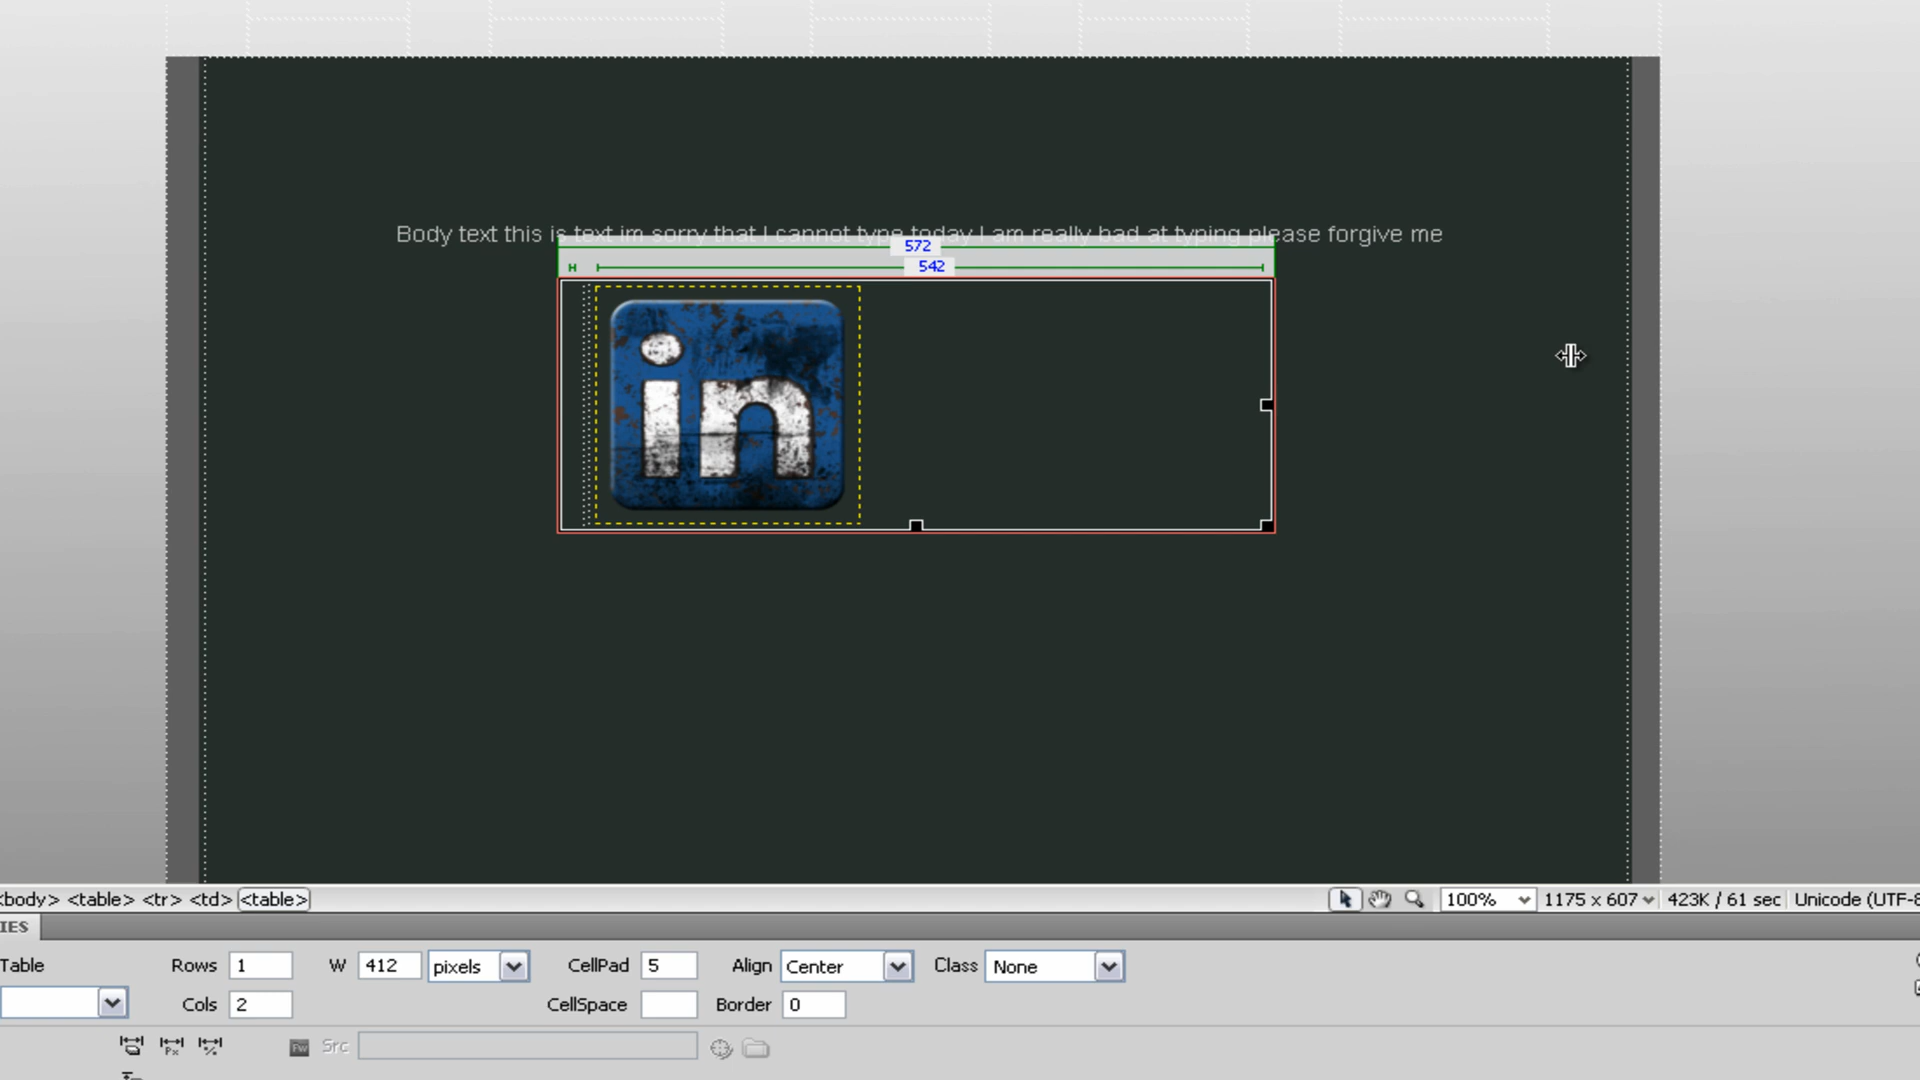 Body text this is text im sorry that I cannot type today I am really bad at typing please forgive me
572
542
in
<body> <table> <tr> <td> <table> 100% 1175 x 607 423K / 61 sec Unicode (UTF-8
IES
Table Rows 1 W 412 pixels CellPad 5 Align Center Class None
Cols 2 CellSpace Border 0
Px Fw Src